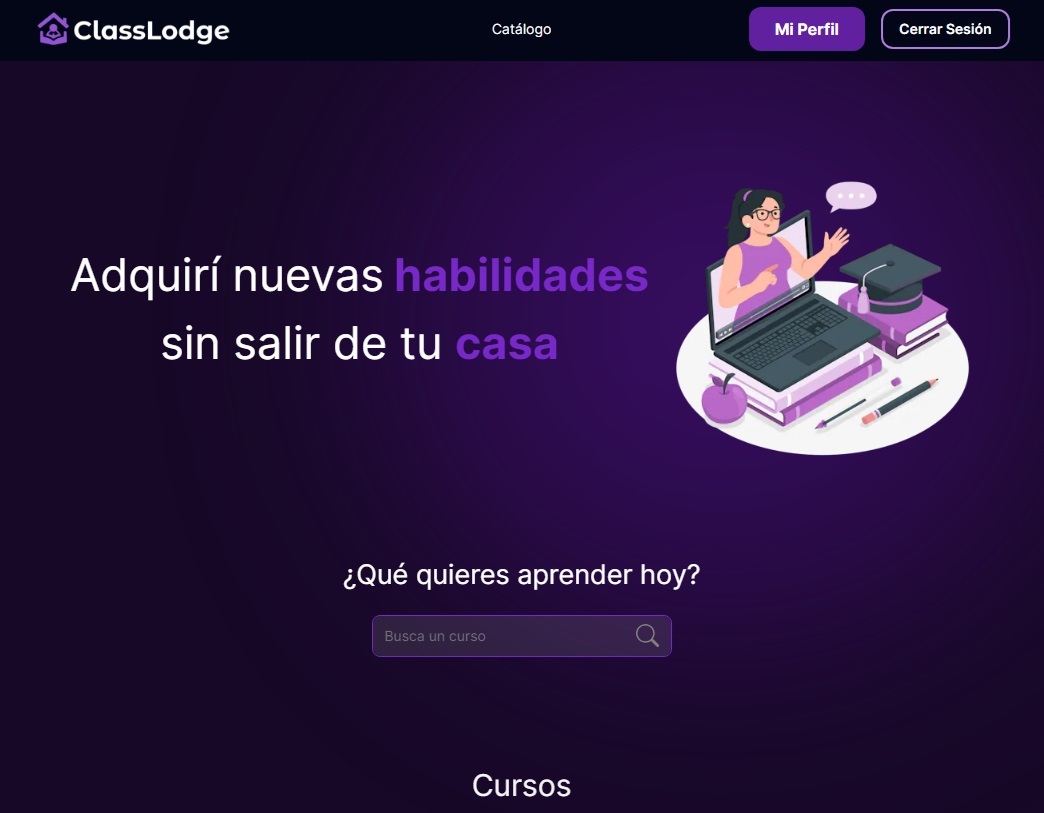 ClassLodge
Catálogo
Mi Perfil
Cerrar Sesión
Adquirí nuevas habilidades
sin salir de tu casa
¿Qué quieres aprender hoy?
Busca un curso
Cursos